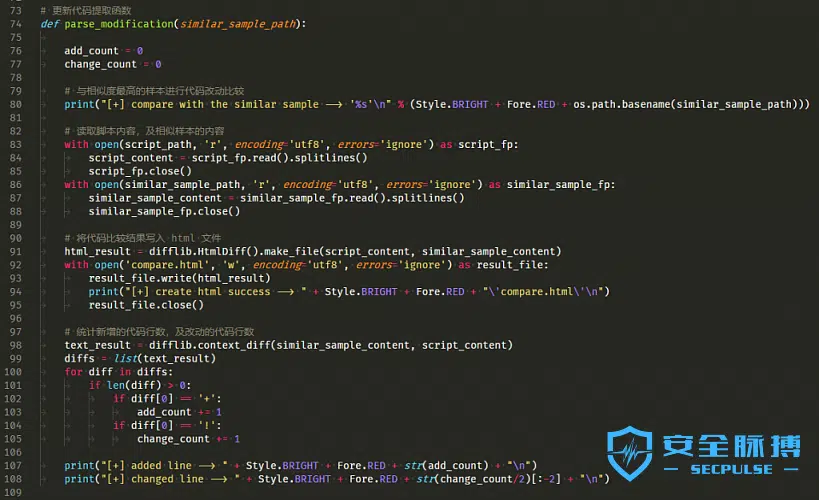 73 # 更新代码提取函数
74 def parse_modification(similar_sample_path):
75
76     add_count = 0
77     change_count = 0
78
79     # 与相似度最高的样本进行代码改动比较
80     print("[+] compare with the similar sample --> '%s'\n" % (Style.BRIGHT + Fore.RED + os.path.basename(similar_sample_path)))
81
82     # 读取脚本内容，及相似样本的内容
83     with open(script_path, 'r', encoding='utf8', errors='ignore') as script_fp:
84         script_content = script_fp.read().splitlines()
85         script_fp.close()
86     with open(similar_sample_path, 'r', encoding='utf8', errors='ignore') as similar_sample_fp:
87         similar_sample_content = similar_sample_fp.read().splitlines()
88         similar_sample_fp.close()
89
90     # 将代码比较结果写入 html 文件
91     html_result = difflib.HtmlDiff().make_file(script_content, similar_sample_content)
92     with open('compare.html', 'w', encoding='utf8', errors='ignore') as result_file:
93         result_file.write(html_result)
94         print("[+] create html success --> " + Style.BRIGHT + Fore.RED + "\'compare.html\'\n")
95         result_file.close()
96
97     # 统计新增的代码行数，及改动的代码行数
98     text_result = difflib.context_diff(similar_sample_content, script_content)
99     diffs = list(text_result)
100     for diff in diffs:
101         if len(diff) > 0:
102             if diff[0] == '+':
103                 add_count += 1
104             if diff[0] == '!':
105                 change_count += 1
106
107     print("[+] added line --> " + Style.BRIGHT + Fore.RED + str(add_count) + "\n")
108     print("[+] changed line --> " + Style.BRIGHT + Fore.RED + str(change_count/2)[:-2] + "\n")
109
安全脉搏
SECPULSE